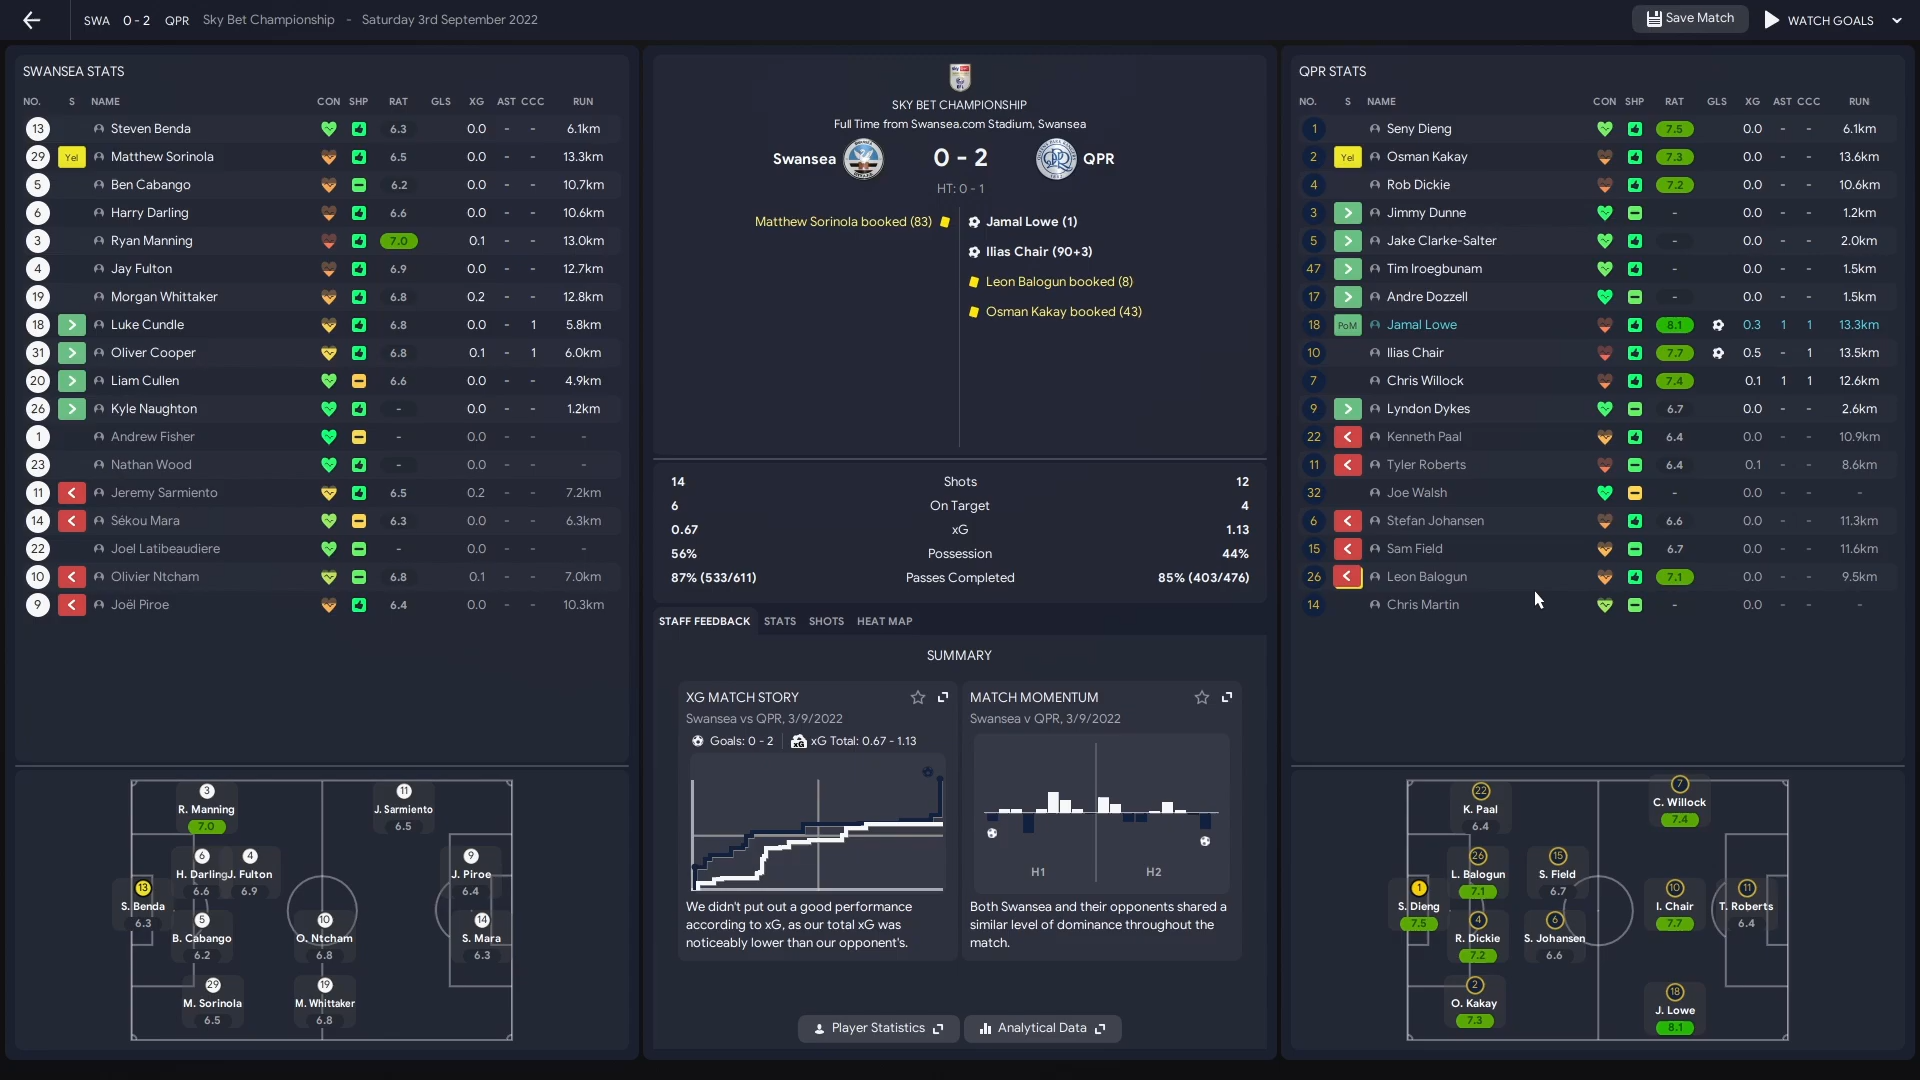 SWA 0 - 2 QPR Sky Bet Championship - Saturday 3rd September 2022
Save Match WATCH GOALS
SWANSEA STATS
NO. S NAME CON SHP RAT GLS XG AST CCC RUN
13 Steven Benda 6.3 0.0 - - 6.1km
29 Yel Matthew Sorinola 6.5 0.0 - - 13.3km
5 Ben Cabango 6.2 0.0 - - 10.7km
6 Harry Darling 6.6 0.0 - - 10.6km
3 Ryan Manning 7.0 0.1 - - 13.0km
4 Jay Fulton 6.9 0.0 - - 12.7km
19 Morgan Whittaker 6.8 0.2 - - 12.8km
18 Luke Cundle 6.8 0.0 - 1 5.8km
31 Oliver Cooper 6.8 0.1 - 1 6.0km
20 Liam Cullen 6.6 0.0 - - 4.9km
26 Kyle Naughton - 0.0 - - 1.2km
1 Andrew Fisher - 0.0 - - -
23 Nathan Wood - 0.0 - - -
11 Jeremy Sarmiento 6.5 0.2 - - 7.2km
14 Sékou Mara 6.3 0.0 - - 6.3km
22 Joel Latibeaudiere - 0.0 - - -
10 Olivier Ntcham 6.8 0.1 - - 7.0km
9 Joël Piroe 6.4 0.0 - - 10.3km
3
R. Manning
7.0
11
J. Sarmiento
6.5
6
H. Darling
6.6
4
J. Fulton
6.9
9
J. Piroe
6.4
13
S. Benda
6.3
5
B. Cabango
6.2
10
O. Ntcham
6.8
14
S. Mara
6.3
29
M. Sorinola
6.5
19
M. Whittaker
6.8
SKY BET CHAMPIONSHIP
Full Time from Swansea.com Stadium, Swansea
Swansea 0 - 2 QPR
HT: 0 - 1
Matthew Sorinola booked (83)
Jamal Lowe (1)
Ilias Chair (90+3)
Leon Balogun booked (8)
Osman Kakay booked (43)
14 Shots 12
6 On Target 4
0.67 xG 1.13
56% Possession 44%
87% (533/611) Passes Completed 85% (403/476)
STAFF FEEDBACK STATS SHOTS HEAT MAP
SUMMARY
XG MATCH STORY
Swansea vs QPR, 3/9/2022
Goals: 0 - 2 xG xG Total: 0.67 - 1.13
We didn't put out a good performance
according to xG, as our total xG was
noticeably lower than our opponent's.
MATCH MOMENTUM
Swansea v QPR, 3/9/2022
H1 H2
Both Swansea and their opponents shared a
similar level of dominance throughout the
match.
Player Statistics Analytical Data
QPR STATS
NO. S NAME CON SHP RAT GLS XG AST CCC RUN
1 Seny Dieng 7.5 0.0 - - 6.1km
2 Yel Osman Kakay 7.3 0.0 - - 13.6km
4 Rob Dickie 7.2 0.0 - - 10.6km
3 Jimmy Dunne - 0.0 - - 1.2km
5 Jake Clarke-Salter - 0.0 - - 2.0km
47 Tim Iroegbunam - 0.0 - - 1.5km
17 Andre Dozzell - 0.0 - - 1.5km
18 PoM Jamal Lowe 8.1 0.3 1 1 13.3km
10 Ilias Chair 7.7 0.5 - 1 13.5km
7 Chris Willock 7.4 0.1 1 1 12.6km
9 Lyndon Dykes 6.7 0.0 - - 2.6km
22 Kenneth Paal 6.4 0.0 - - 10.9km
11 Tyler Roberts 6.4 0.1 - - 8.6km
32 Joe Walsh - 0.0 - - -
6 Stefan Johansen 6.6 0.0 - - 11.3km
15 Sam Field 6.7 0.0 - - 11.6km
26 Leon Balogun 7.1 0.0 - - 9.5km
14 Chris Martin - 0.0 - - -
22
K. Paal
6.4
7
C. Willock
7.4
26
L. Balogun
7.1
15
S. Field
6.7
1
S. Dieng
7.5
10
I. Chair
7.7
11
T. Roberts
6.4
4
R. Dickie
7.2
6
S. Johansen
6.6
2
O. Kakay
7.3
18
J. Lowe
8.1